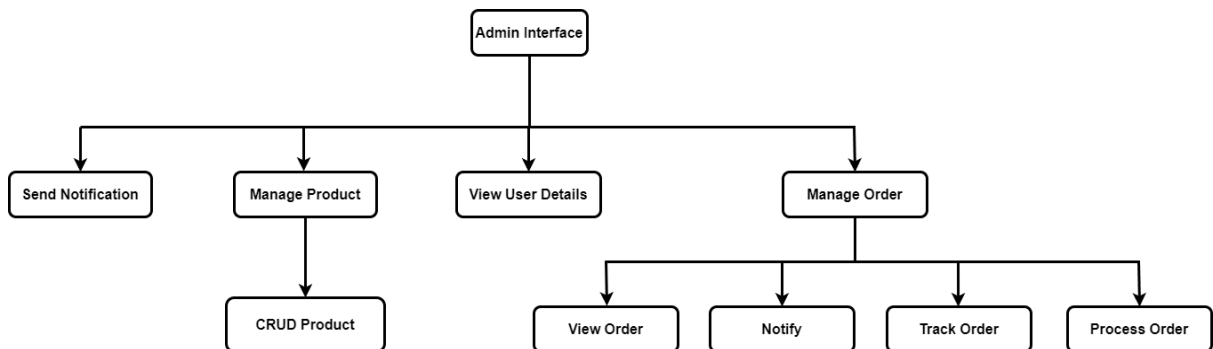 Admin Interface
Send Notification
Manage Product
View User Details
Manage Order
CRUD Product
View Order
Notify
Track Order
Process Order